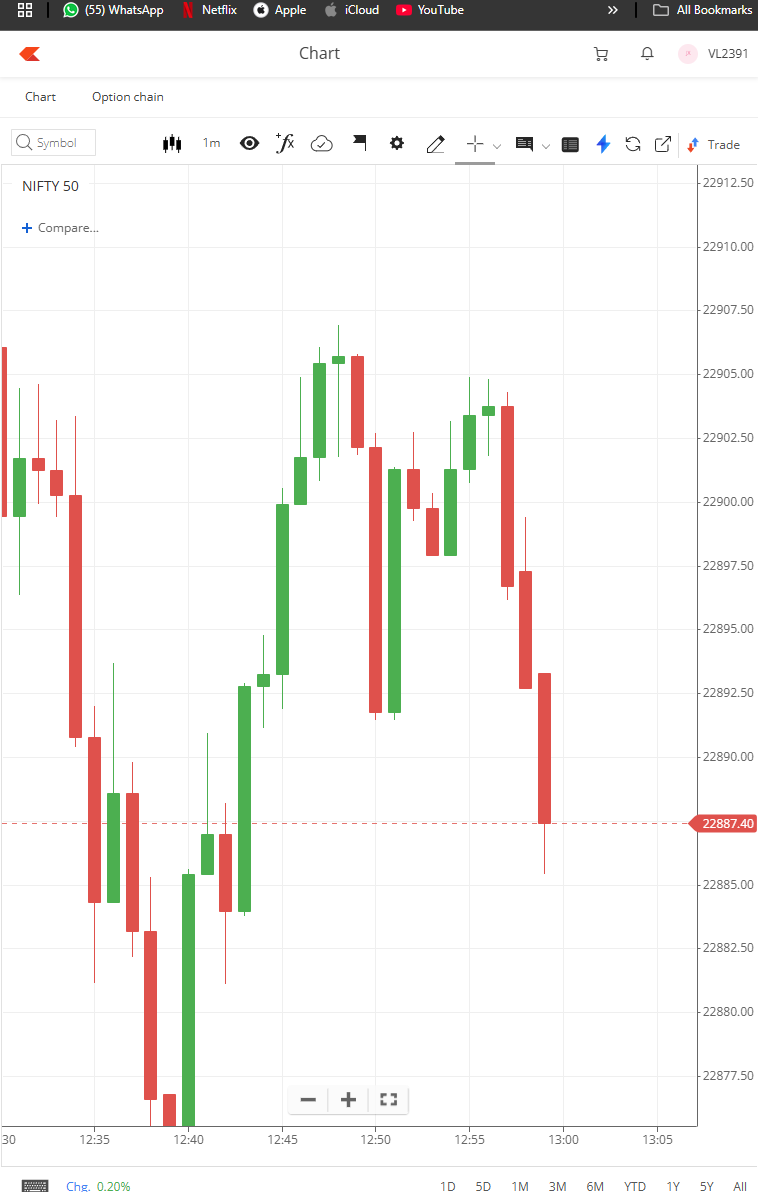 (55) WhatsApp Netflix Apple iCloud YouTube » All Bookmarks
Chart VL2391
Chart Option chain
Symbol 1m fx Trade
NIFTY 50
+ Compare...
22912.50
22910.00
22907.50
22905.00
22902.50
22900.00
22897.50
22895.00
22892.50
22890.00
22887.40
22885.00
22882.50
22880.00
22877.50
30 12:35 12:40 12:45 12:50 12:55 13:00 13:05
Chg. 0.20% 1D 5D 1M 3M 6M YTD 1Y 5Y All